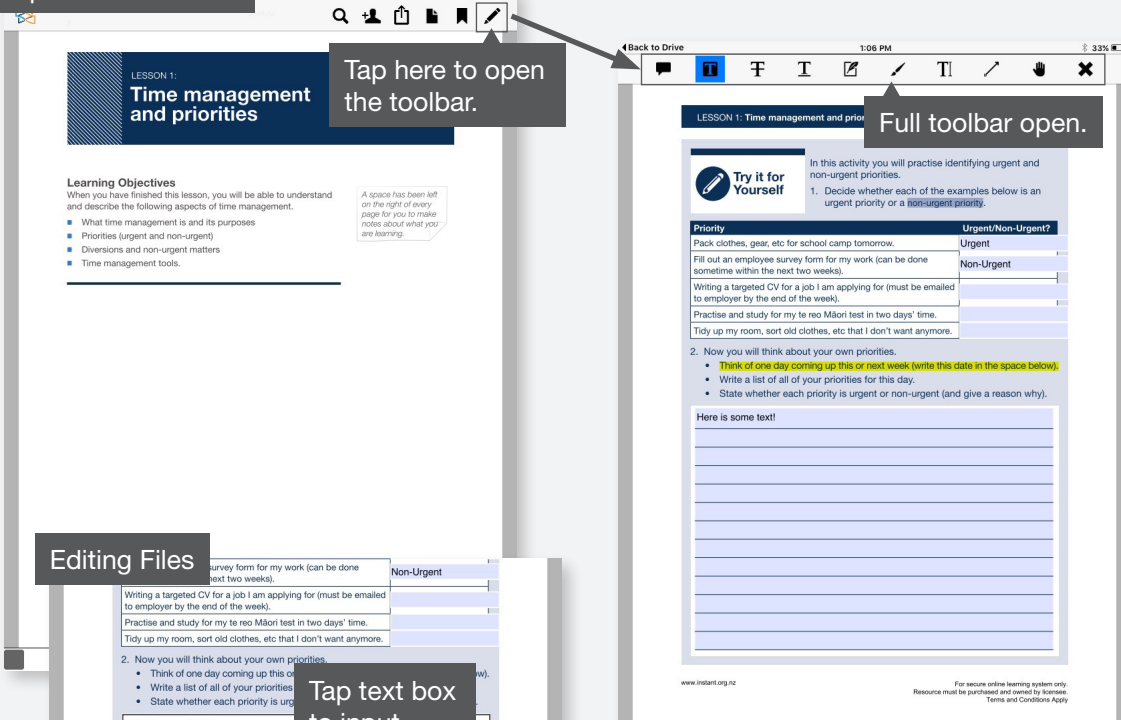 Tap here to open
the toolbar.
LESSON 1:
Time management
and priorities
Learning Objectives
When you have finished this lesson, you will be able to understand
and describe the following aspects of time management.
What time management is and its purposes
Priorities (urgent and non-urgent)
Diversions and non-urgent matters
Time management tools.
A space has been left
on the right of every
page for you to make
notes about what you
are learning.
Editing Files
survey form for my work (can be done
next two weeks).
Non-Urgent
Writing a targeted CV for a job I am applying for (must be emailed
to employer by the end of the week).
Practise and study for my te reo Māori test in two days' time.
Tidy up my room, sort old clothes, etc that I don't want anymore.
2. Now you will think about your own priorities.
• Think of one day coming up this or
w).
• Write a list of all of your priorities
• State whether each priority is urg
Tap text box
to input
Back to Drive
1:06 PM
33%
Full toolbar open.
LESSON 1: Time management and prior
Try it for
Yourself
In this activity you will practise identifying urgent and
non-urgent priorities.
1. Decide whether each of the examples below is an
urgent priority or a non-urgent priority.
Priority Urgent/Non-Urgent?
Pack clothes, gear, etc for school camp tomorrow. Urgent
Fill out an employee survey form for my work (can be done
sometime within the next two weeks).
Non-Urgent
Writing a targeted CV for a job I am applying for (must be emailed
to employer by the end of the week).
Practise and study for my te reo Māori test in two days' time.
Tidy up my room, sort old clothes, etc that I don't want anymore.
2. Now you will think about your own priorities.
• Think of one day coming up this or next week (write this date in the space below).
• Write a list of all of your priorities for this day.
• State whether each priority is urgent or non-urgent (and give a reason why).
Here is some text!
www.instant.org.nz
For secure online learning system only.
Resource must be purchased and owned by licensee.
Terms and Conditions Apply